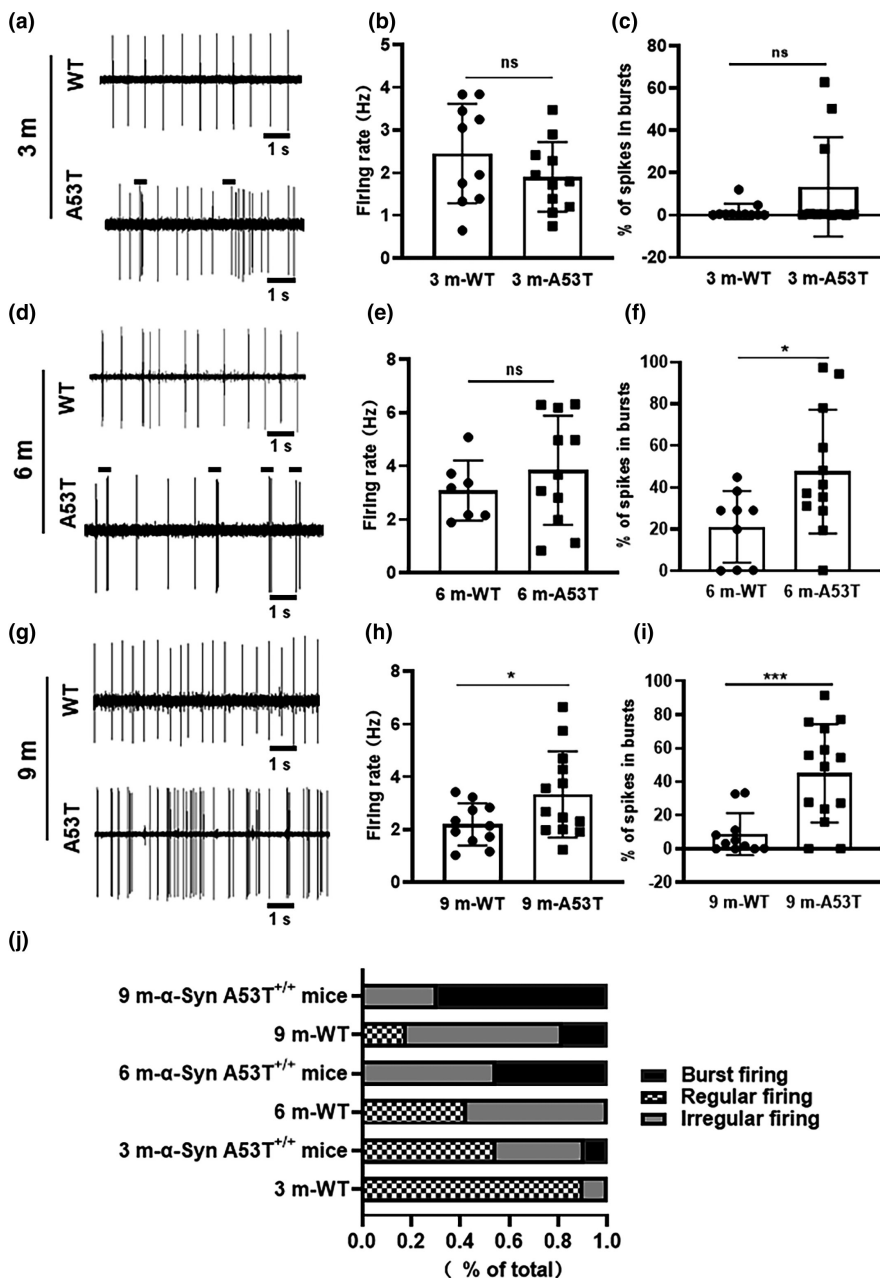 (a)
3 m
WT
1 s
A53T
1 s
(b)
Firing rate (Hz)
5
4
3
2
1
0
ns
3 m-WT
3 m-A53T
(c)
% of spikes in bursts
80
60
40
20
0
-20
ns
3 m-WT
3 m-A53T
(d)
6 m
WT
1 s
A53T
1 s
(e)
Firing rate (Hz)
8
6
4
2
0
ns
6 m-WT
6 m-A53T
(f)
% of spikes in bursts
100
80
60
40
20
0
*
6 m-WT
6 m-A53T
(g)
9 m
WT
1 s
A53T
1 s
(h)
Firing rate (Hz)
8
6
4
2
0
*
9 m-WT
9 m-A53T
(i)
% of spikes in bursts
100
80
60
40
20
0
-20
***
9 m-WT
9 m-A53T
(j)
9 m-α-Syn A53T+/+ mice
9 m-WT
6 m-α-Syn A53T+/+ mice
6 m-WT
3 m-α-Syn A53T+/+ mice
3 m-WT
0.0 0.2 0.4 0.6 0.8 1.0
( % of total)
Burst firing
Regular firing
Irregular firing